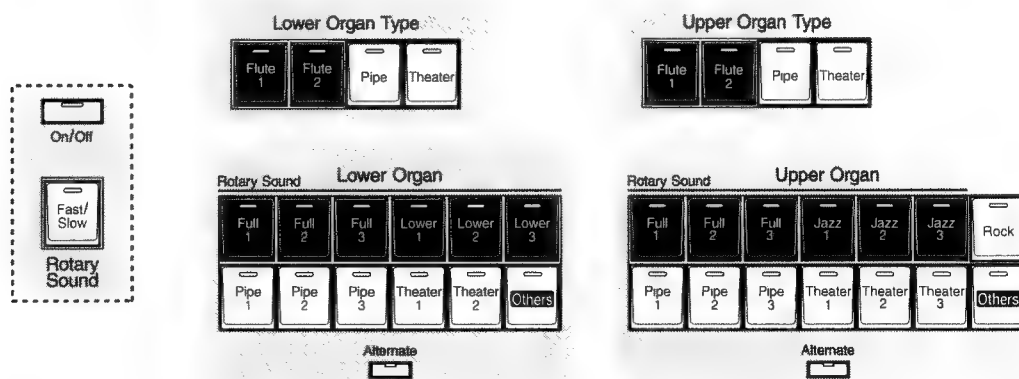 Lower Organ Type
Flute 1
Flute 2
Pipe
Theater
Upper Organ Type
Flute 1
Flute 2
Pipe
Theater
On/Off
Fast/
Slow
Rotary
Sound
Rotary Sound
Lower Organ
Full 1
Full 2
Full 3
Lower 1
Lower 2
Lower 3
Pipe 1
Pipe 2
Pipe 3
Theater 1
Theater 2
Others
Alternate
Rotary Sound
Upper Organ
Full 1
Full 2
Full 3
Jazz 1
Jazz 2
Jazz 3
Rock
Pipe 1
Pipe 2
Pipe 3
Theater 1
Theater 2
Theater 3
Others
Alternate